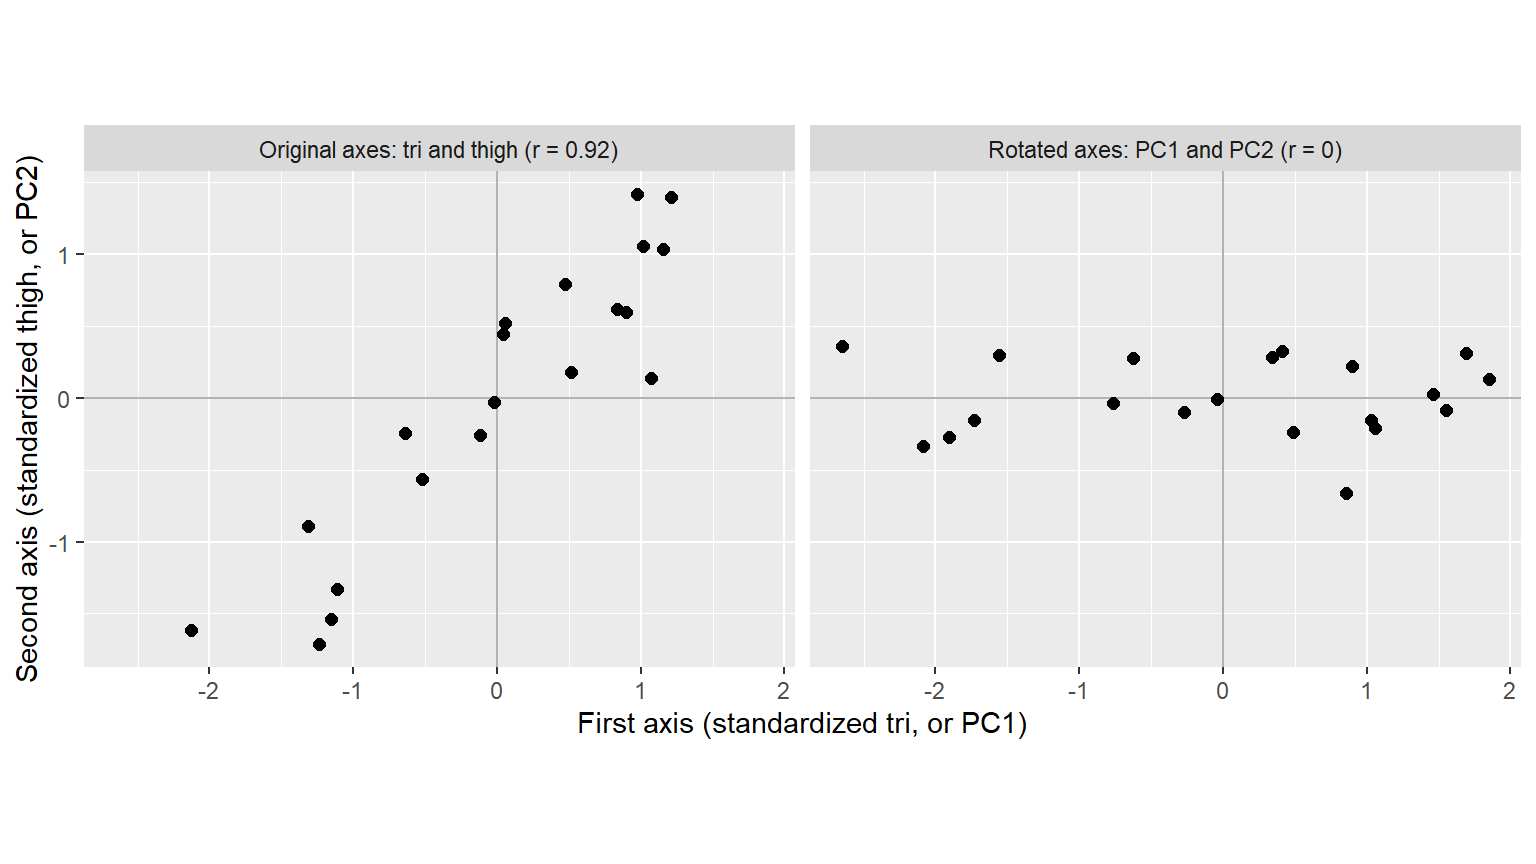 Original axes: tri and thigh (r = 0.92)
Rotated axes: PC1 and PC2 (r = 0)
Second axis (standardized thigh, or PC2)
1
0
-1
-2 -1 0 1 2
-2 -1 0 1 2
First axis (standardized tri, or PC1)